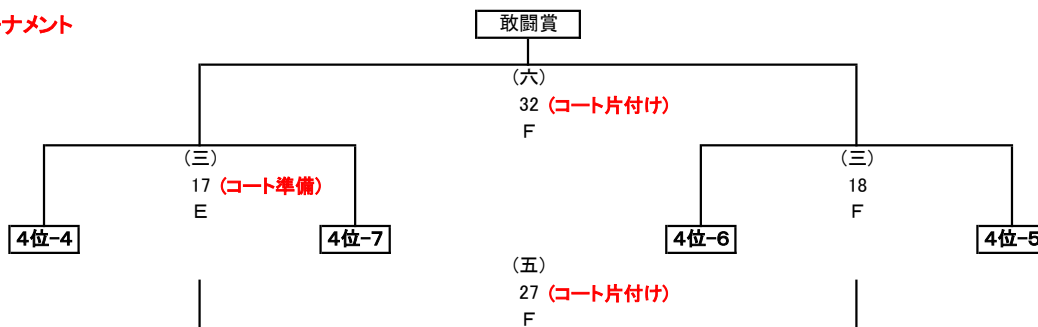 ナメント
敢闘賞
(六)
32 (コート片付け)
F
(三)
17 (コート準備)
E
(三)
18
F
4位-4
4位-7
4位-6
4位-5
(五)
27 (コート片付け)
F